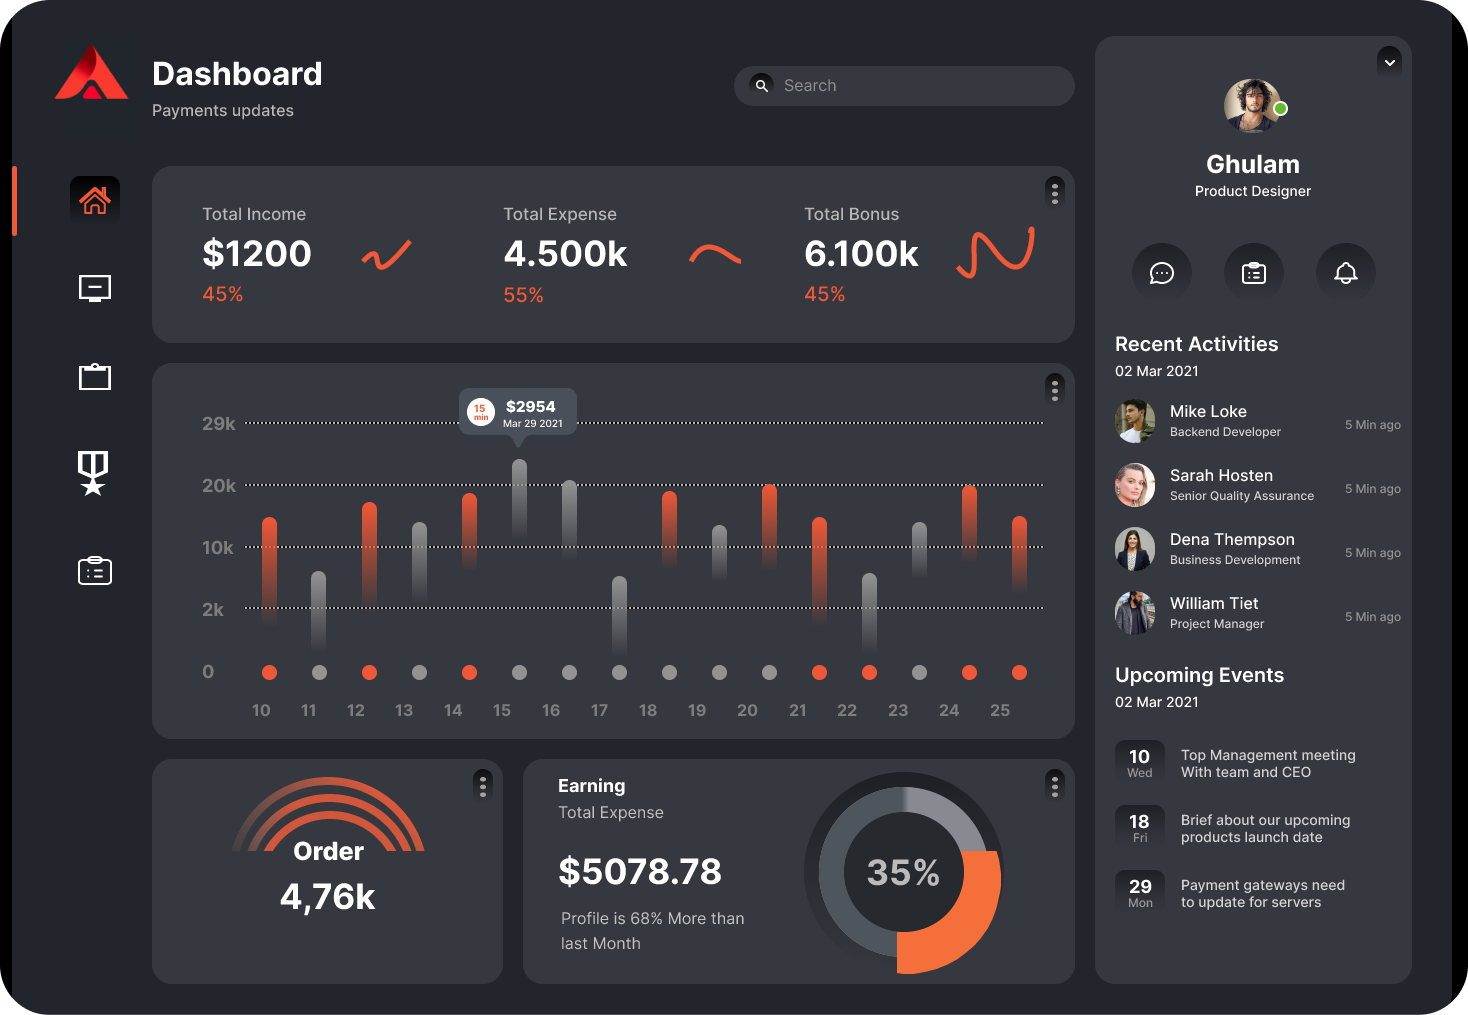 Dashboard
Payments updates
Search
Total Income
$1200
45%
Total Expense
4.500k
55%
Total Bonus
6.100k
45%
29k
20k
10k
2k
0
15
min
$2954
Mar 29 2021
10 11 12 13 14 15 16 17 18 19 20 21 22 23 24 25
Order
4,76k
Earning
Total Expense
$5078.78
Profile is 68% More than
last Month
35%
Ghulam
Product Designer
Recent Activities
02 Mar 2021
Mike Loke
Backend Developer
5 Min ago
Sarah Hosten
Senior Quality Assurance
5 Min ago
Dena Thempson
Business Development
5 Min ago
William Tiet
Project Manager
5 Min ago
Upcoming Events
02 Mar 2021
10
Wed
Top Management meeting
With team and CEO
18
Fri
Brief about our upcoming
products launch date
29
Mon
Payment gateways need
to update for servers